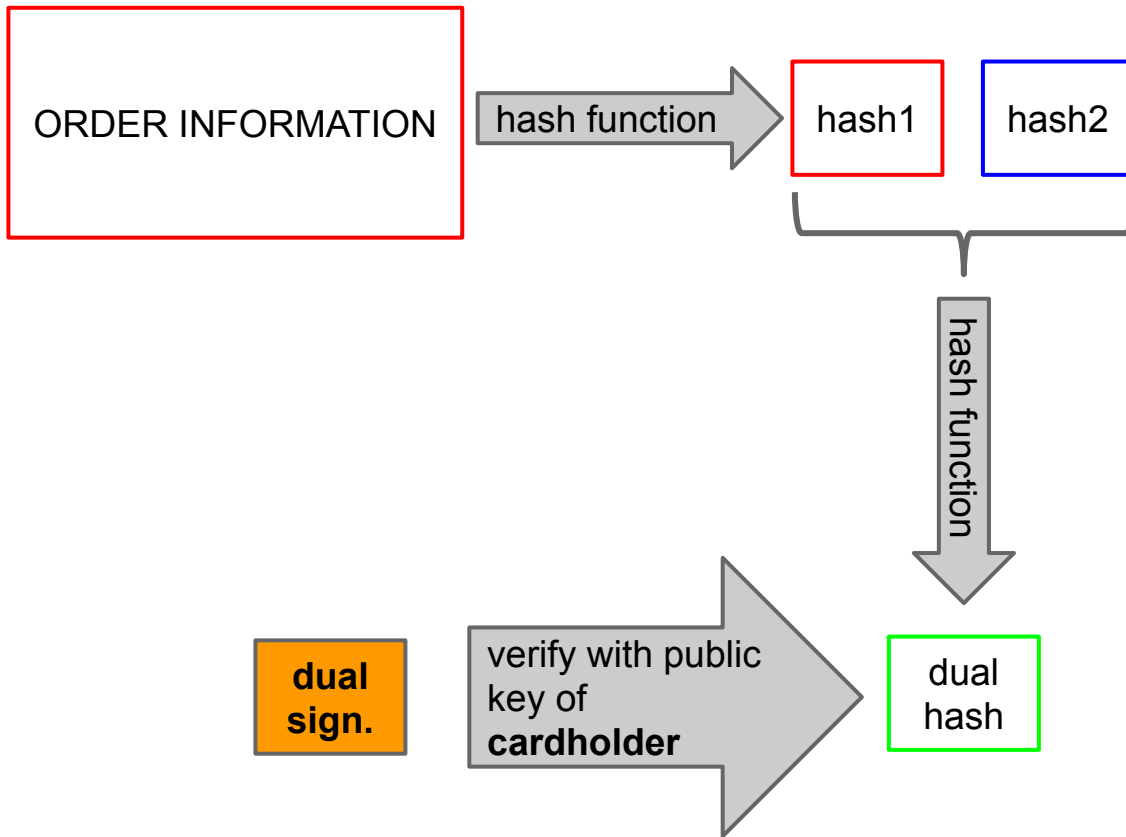 ORDER INFORMATION
hash function
hash1
hash2
hash function
dual
sign.
verify with public
key of
cardholder
dual
hash